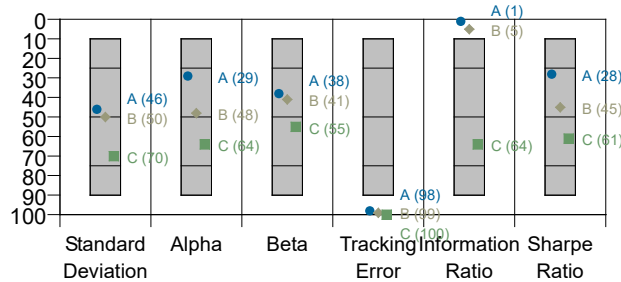 0
10
20
30
40
50
60
70
80
90
100
A (46)
B (50)
C (70)
A (29)
B (48)
C (64)
A (38)
B (41)
C (55)
A (98)
B (99)
C (100)
A (1)
B (5)
C (64)
A (28)
B (45)
C (61)
Standard
Deviation
Alpha
Beta
Tracking
Error
Information
Ratio
Sharpe
Ratio